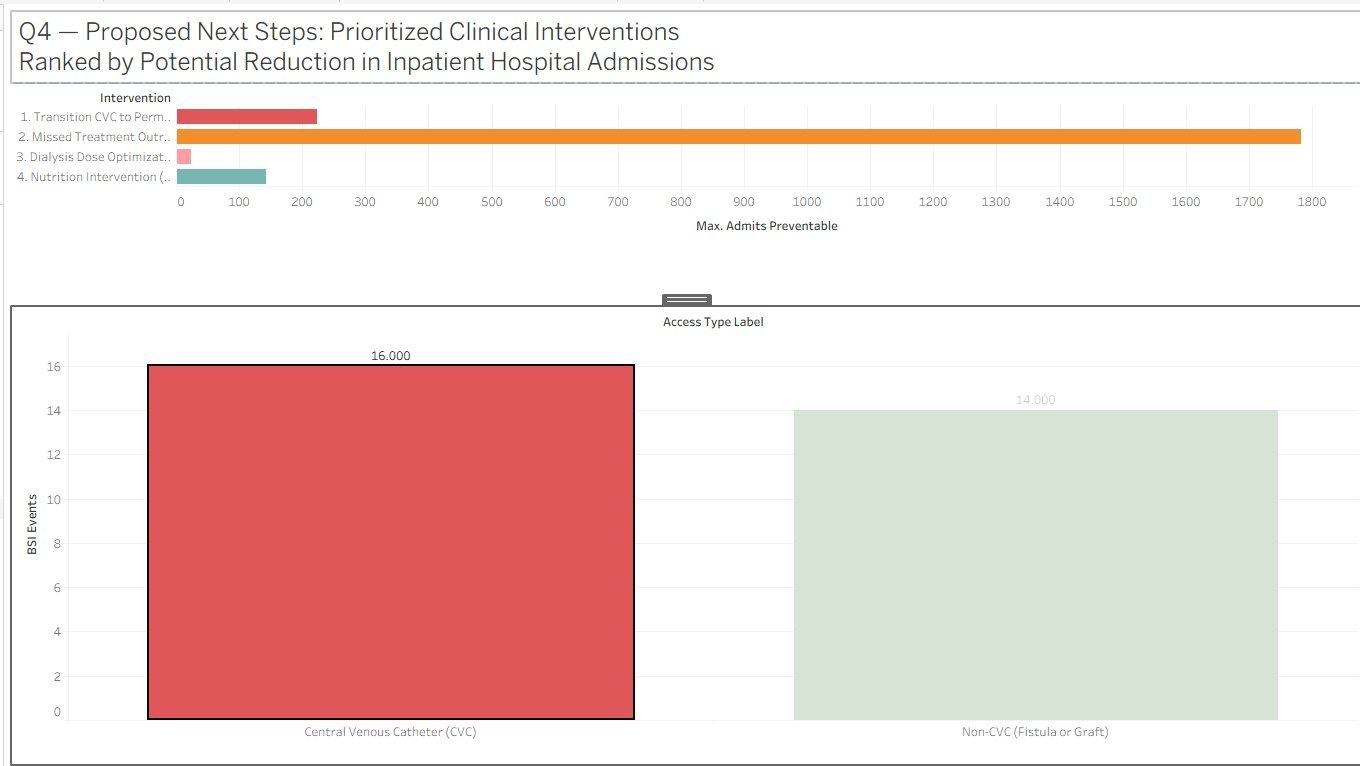 Q4 — Proposed Next Steps: Prioritized Clinical Interventions
Ranked by Potential Reduction in Inpatient Hospital Admissions
Intervention
1. Transition CVC to Perm..
2. Missed Treatment Outr..
3. Dialysis Dose Optimizat..
4. Nutrition Intervention (..
0 100 200 300 400 500 600 700 800 900 1000 1100 1200 1300 1400 1500 1600 1700 1800
Max. Admits Preventable
Access Type Label
16.000
14.000
16
14
12
10
8
6
4
2
0
BSI Events
Central Venous Catheter (CVC) Non-CVC (Fistula or Graft)